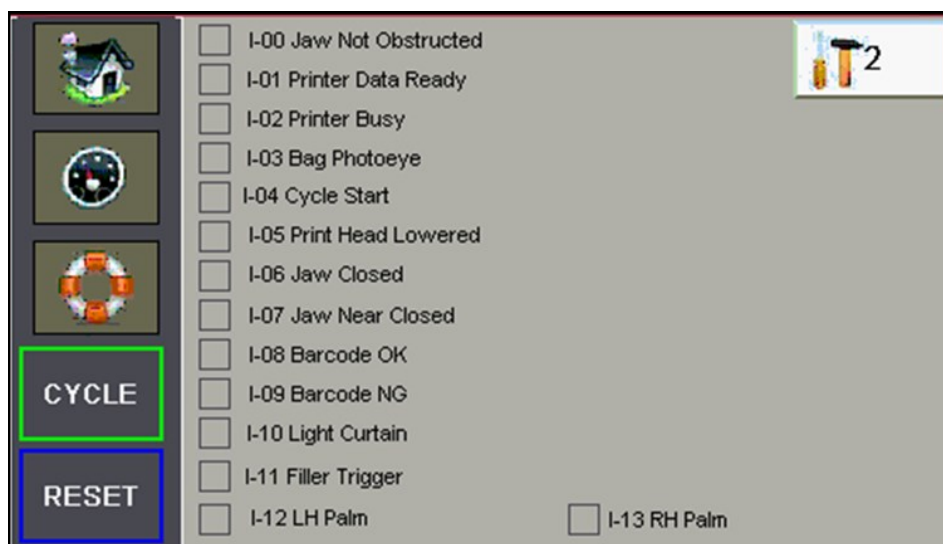 I-00 Jaw Not Obstructed
2
I-01 Printer Data Ready
I-02 Printer Busy
I-03 Bag Photoeye
I-04 Cycle Start
I-05 Print Head Lowered
I-06 Jaw Closed
I-07 Jaw Near Closed
I-08 Barcode OK
CYCLE
I-09 Barcode NG
I-10 Light Curtain
I-11 Filler Trigger
RESET
I-12 LH Palm
I-13 RH Palm